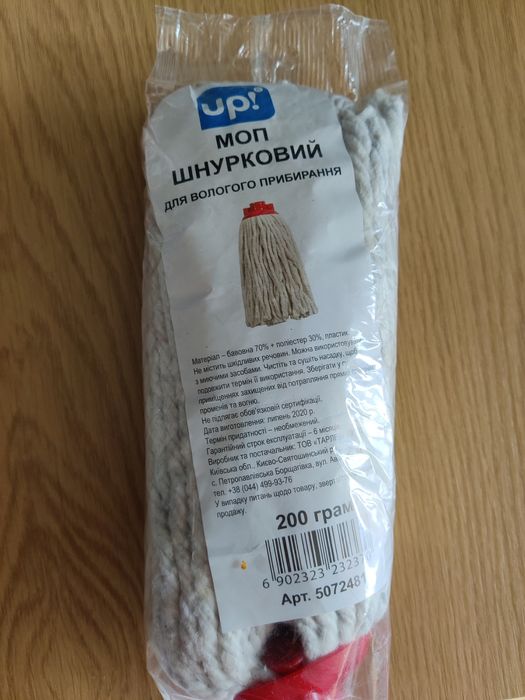 up!
МОП
ШНУРКОВИЙ
ДЛЯ ВОЛОГОГО ПРИБИРАННЯ
Матеріал – бавовна 70% + поліестер 30%, пластик
Не містить шкідливих речовин. Можна використовувати
з миючими засобами. Чистіть та сушіть насадку, щоб
подовжити термін її використання. Зберігати у
приміщеннях захищених від потрапляння
променів та вогню.
Не підлягає обов'язковій сертифікації.
Дата виготовлення: липень 2020 р.
Термін придатності – необмежений.
Гарантійний строк експлуатації – 6 місяців
Виробник та постачальник: ТОВ
Київська обл., Києво-Святошинський
с. Петропавлівська Борщагівка, вул.
тел. +38 (044) 499-93-76
У випадку питань щодо товару,
продажу.
200 грам
6 902323 2323
Арт. 507248